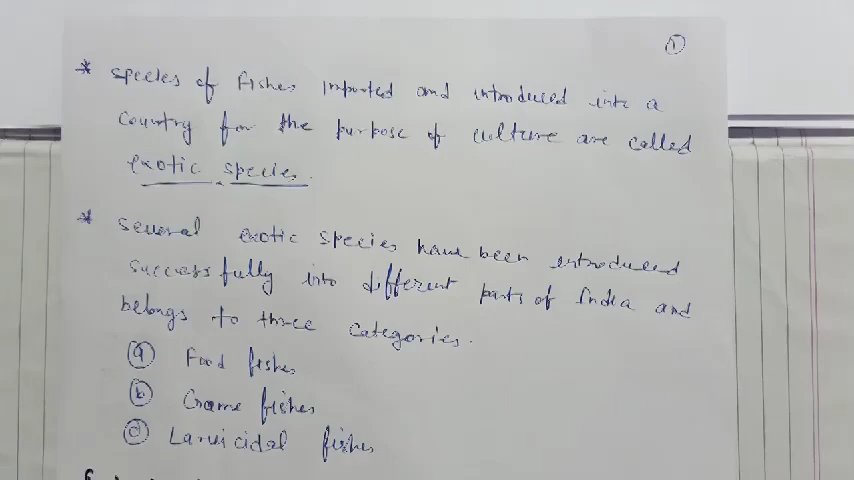 ①
* species of fishes imported and introduced into a
country for the purpose of culture are called
exotic species.
* several exotic species have been introduced
successfully into different parts of India and
belongs to three categories.
ⓐ Food fishes
ⓑ Game fishes
ⓓ Larvicidal fishes